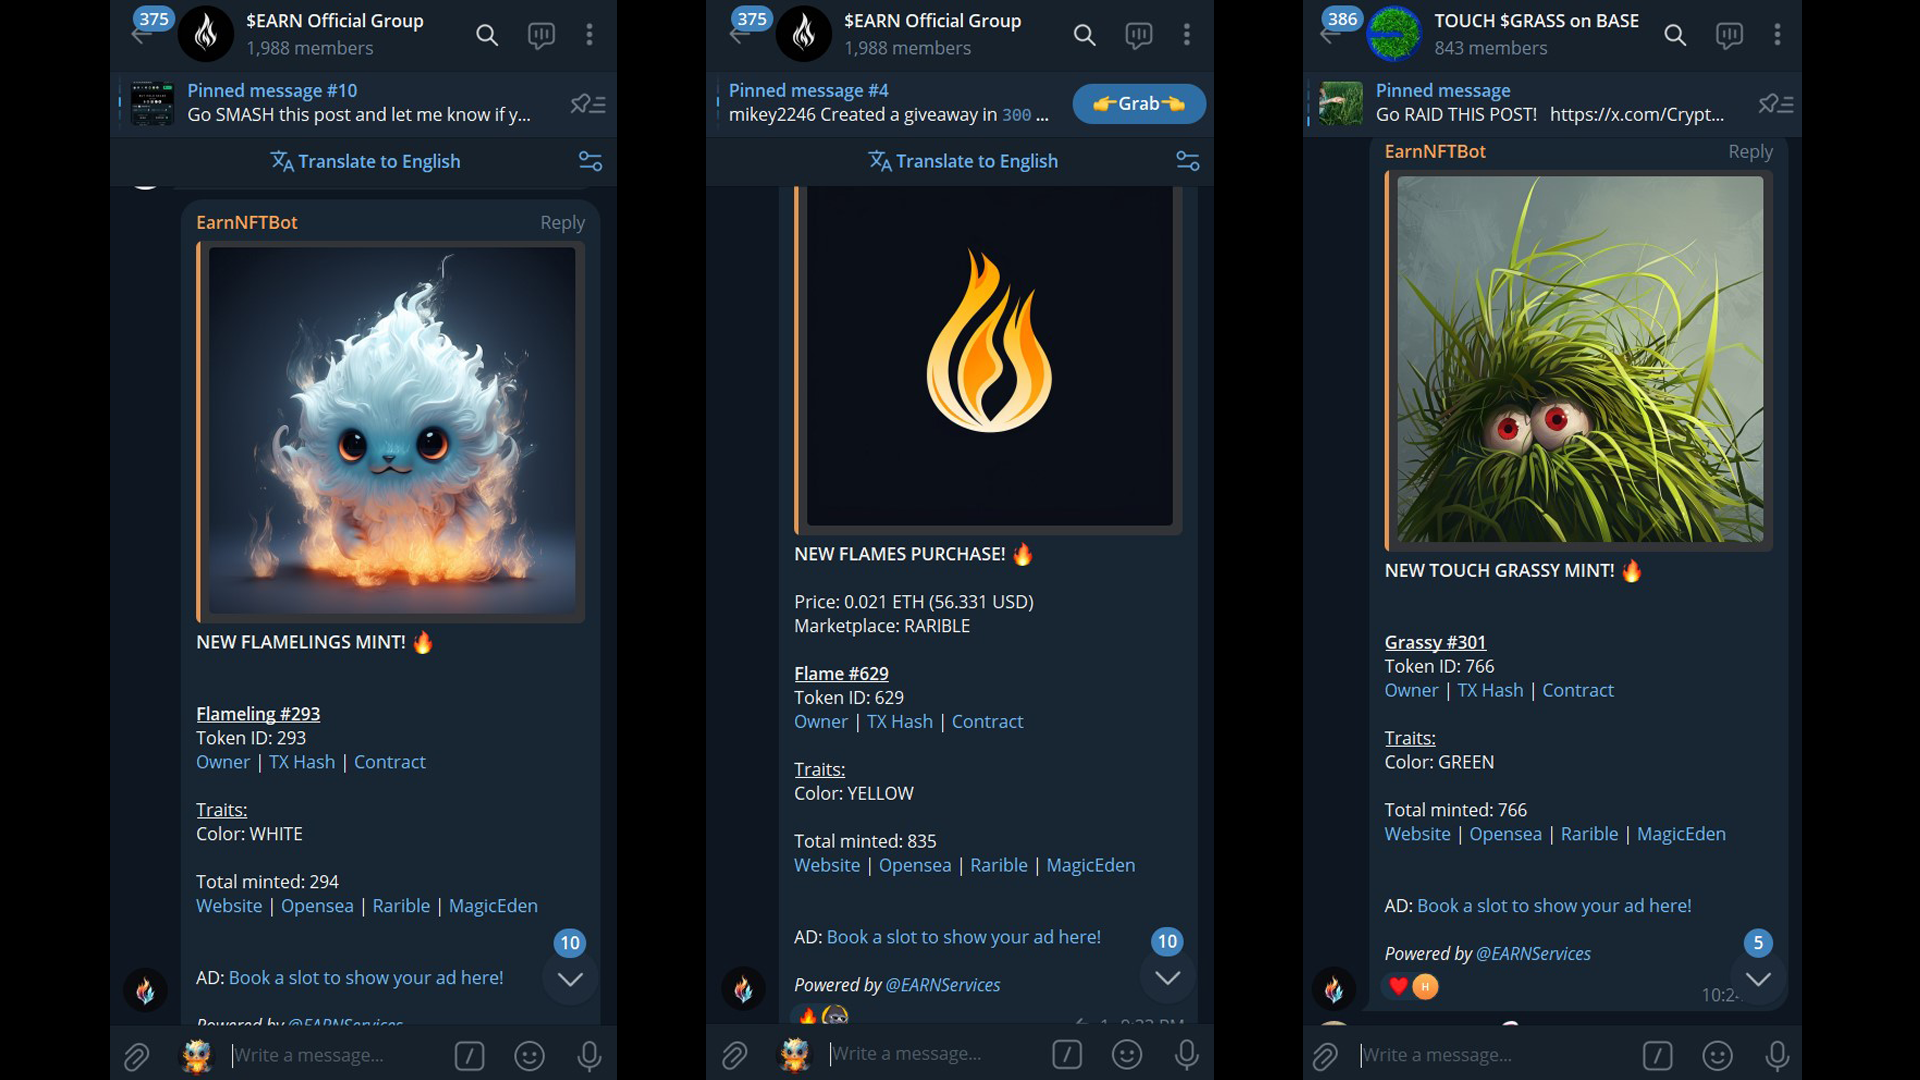 375
$EARN Official Group
1,988 members
Pinned message #10
Go SMASH this post and let me know if y...
Translate to English
EarnNFTBot
Reply
NEW FLAMELINGS MINT! 🔥
Flameling #293
Token ID: 293
Owner | TX Hash | Contract
Traits:
Color: WHITE
Total minted: 294
Website | Opensea | Rarible | MagicEden
10
AD: Book a slot to show your ad here!
Powered by @EARNServices
Write a message...
375
$EARN Official Group
1,988 members
Pinned message #4
mikey2246 Created a giveaway in 300 ...
👉Grab👈
Translate to English
NEW FLAMES PURCHASE! 🔥
Price: 0.021 ETH (56.331 USD)
Marketplace: RARIBLE
Flame #629
Token ID: 629
Owner | TX Hash | Contract
Traits:
Color: YELLOW
Total minted: 835
Website | Opensea | Rarible | MagicEden
AD: Book a slot to show your ad here!
10
Powered by @EARNServices
Write a message...
386
TOUCH $GRASS on BASE
843 members
Pinned message
Go RAID THIS POST! https://x.com/Crypt...
EarnNFTBot
Reply
NEW TOUCH GRASSY MINT! 🔥
Grassy #301
Token ID: 766
Owner | TX Hash | Contract
Traits:
Color: GREEN
Total minted: 766
Website | Opensea | Rarible | MagicEden
AD: Book a slot to show your ad here!
5
Powered by @EARNServices
H
Write a message...